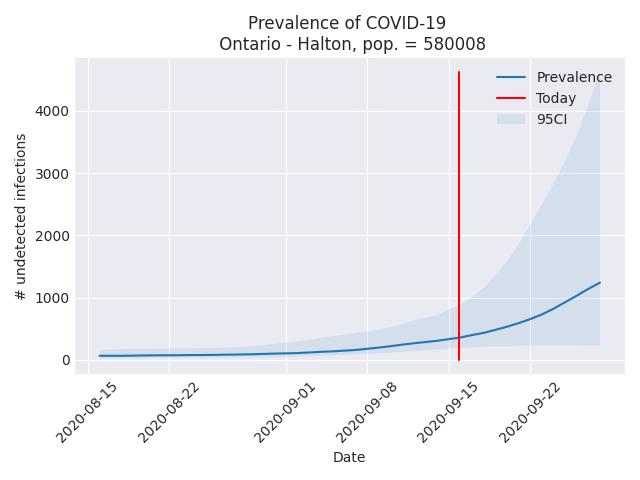 Prevalence of COVID-19
Ontario - Halton, pop. = 580008
Prevalence
Today
95CI
# undetected infections
4000
3000
2000
1000
0
2020-08-15
2020-08-22
2020-09-01
2020-09-08
2020-09-15
2020-09-22
Date